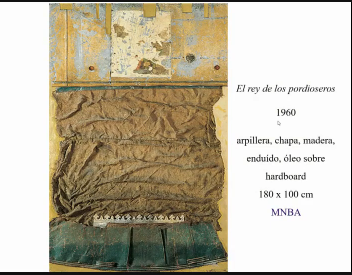 El rey de los pordioseros
1960
arpillera, chapa, madera,
enduído, óleo sobre
hardboard
180 x 100 cm
MNBA